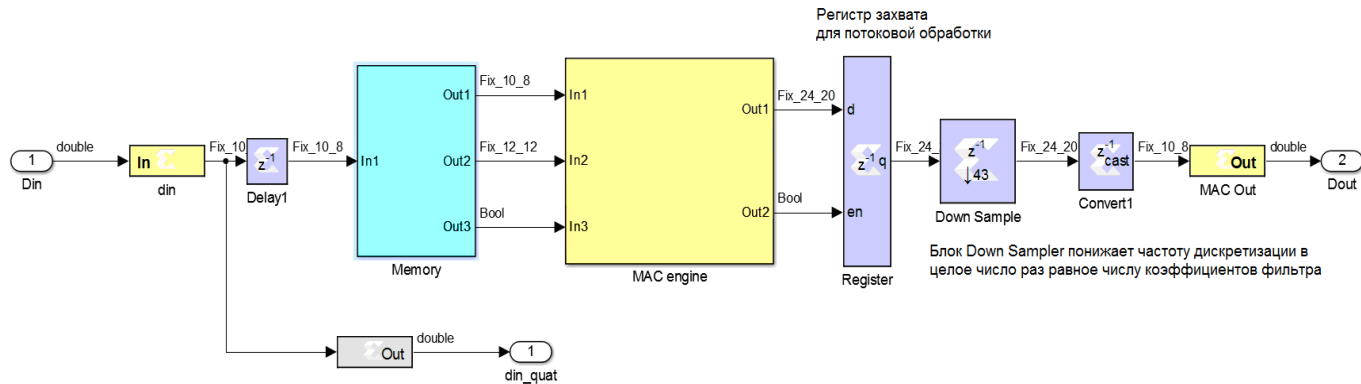 Регистр захвата
для потоковой обработки
1
Din
double
In
din
Fix_10
z-1
Delay1
Fix_10_8
In1
Out1
Out2
Out3
Memory
Fix_10_8
Fix_12_12
Bool
In1
In2
In3
Out1
Out2
MAC engine
Fix_24_20
Bool
d
z-1 q
en
Register
Fix_24_
z-1
↓43
Down Sample
Fix_24_20
z-1
cast
Convert1
Fix_10_8
Out
MAC Out
double
2
Dout
Блок Down Sampler понижает частоту дискретизации в
целое число раз равное числу коэффициентов фильтра
Out
double
1
din_quat